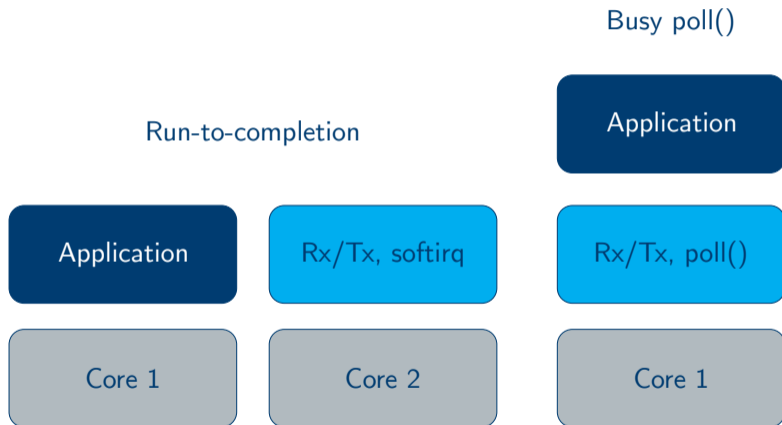 Busy poll()
Application
Run-to-completion
Application
Rx/Tx, softirq
Rx/Tx, poll()
Core 1
Core 2
Core 1